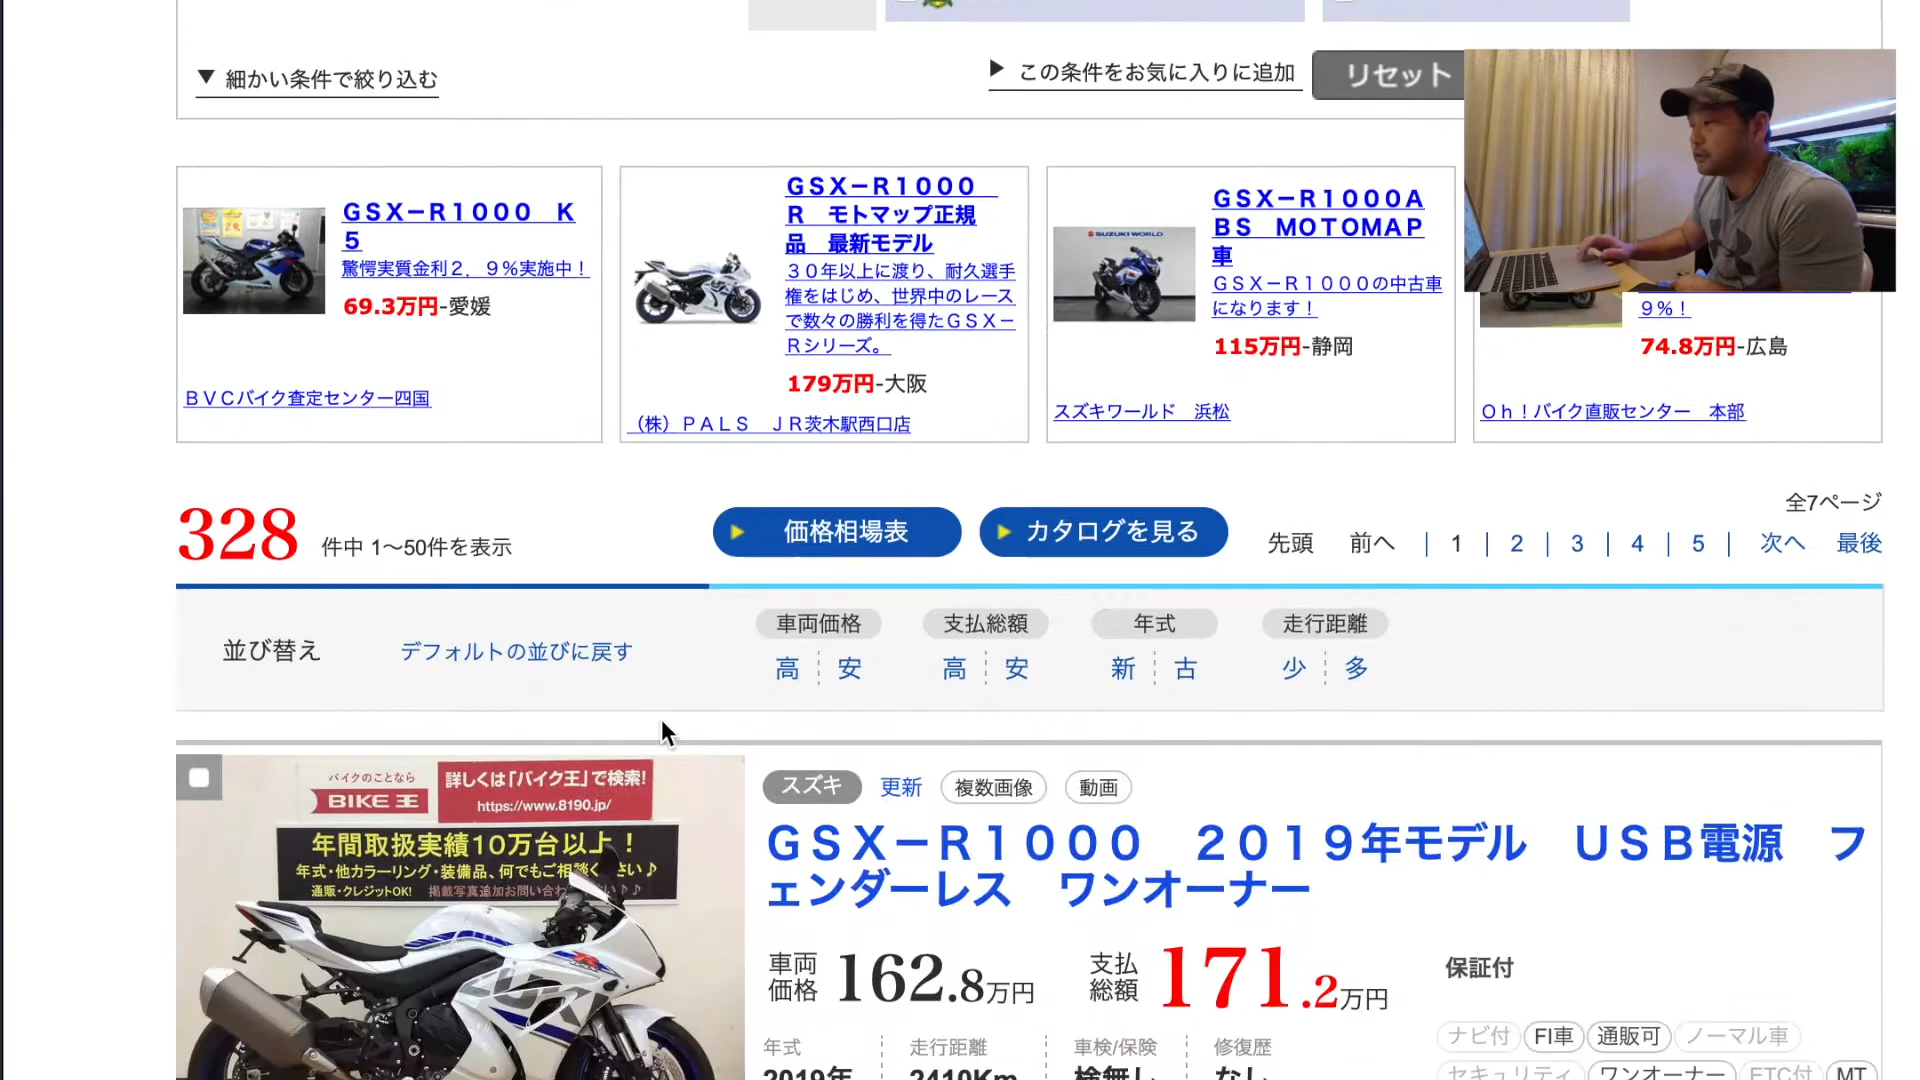 ▼ 細かい条件で絞り込む
▶ この条件をお気に入りに追加
リセット
ＧＳＸ－Ｒ１０００　Ｋ
５
驚愕実質金利２．９％実施中！
69.3万円-愛媛
ＢＶＣバイク査定センター四国
ＧＳＸ－Ｒ１０００
Ｒ　モトマップ正規
品　最新モデル
３０年以上に渡り、耐久選手
権をはじめ、世界中のレース
で数々の勝利を得たＧＳＸ－
Ｒシリーズ。
179万円-大阪
（株）ＰＡＬＳ　ＪＲ茨木駅西口店
SUZUKI WORLD
ＧＳＸ－Ｒ１０００Ａ
ＢＳ　ＭＯＴＯＭＡＰ
車
ＧＳＸ－Ｒ１０００の中古車
になります！
115万円-静岡
スズキワールド　浜松
９％！
74.8万円-広島
Ｏｈ！バイク直販センター　本部
328 件中 1～50件を表示
価格相場表
カタログを見る
全7ページ
先頭 前へ | 1 | 2 | 3 | 4 | 5 | 次へ 最後
並び替え
デフォルトの並びに戻す
車両価格
高 安
支払総額
高 安
年式
新 古
走行距離
少 多
バイクのことなら
BIKE王
詳しくは「バイク王」で検索!
https://www.8190.jp/
年間取扱実績10万台以上！
年式・他カラーリング・装備品、何でもご相談ください♪
通販・クレジットOK!
スズキ 更新 複数画像 動画
ＧＳＸ－Ｒ１０００　２０１９年モデル　ＵＳＢ電源　フ
ェンダーレス　ワンオーナー
車両価格 162.8万円
支払総額 171.2万円
保証付
ナビ付 FI車 通販可 ノーマル車
セキュリティ ワンオーナー ETC付 MT
年式
2019年
走行距離
2410Km
車検/保険
検無し
修復歴
なし